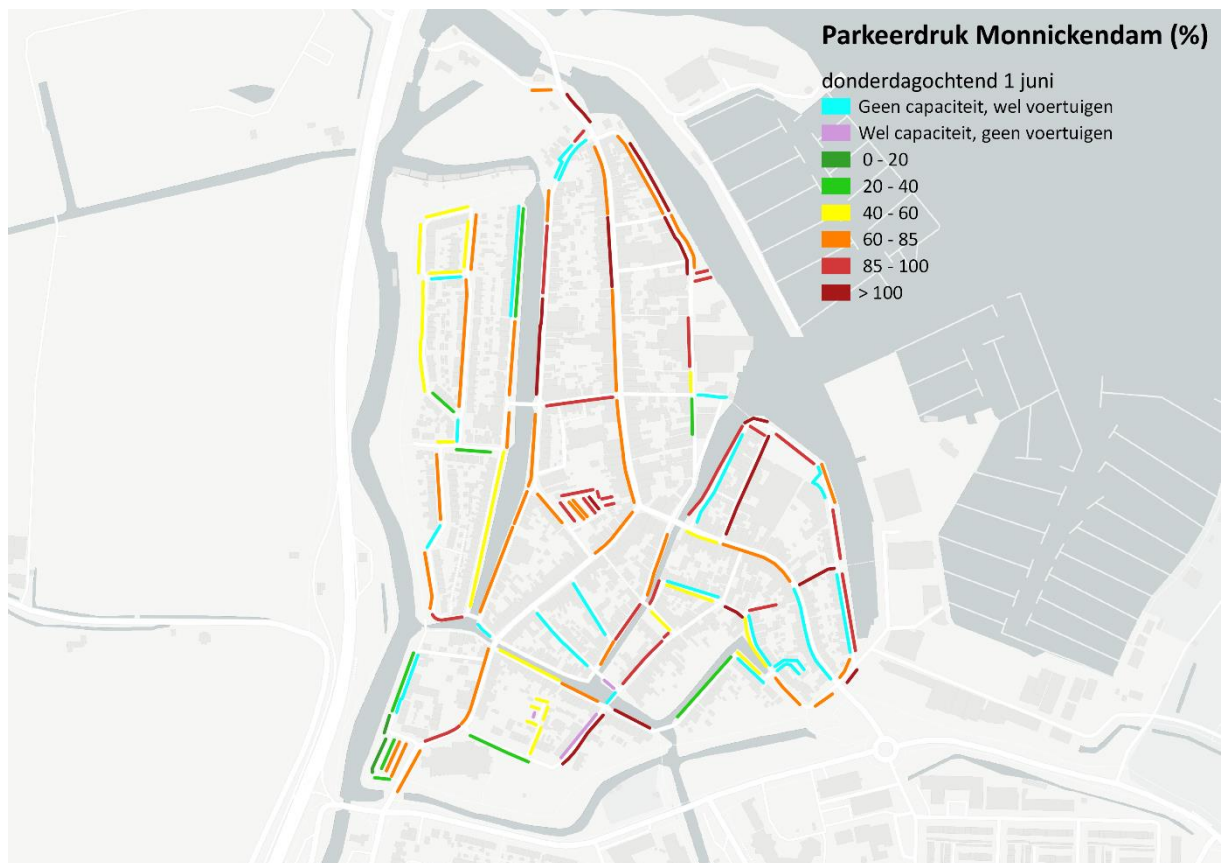 Parkeerdruk Monnickendam (%)
donderdagochtend 1 juni
Geen capaciteit, wel voertuigen
Wel capaciteit, geen voertuigen
0 - 20
20 - 40
40 - 60
60 - 85
85 - 100
> 100